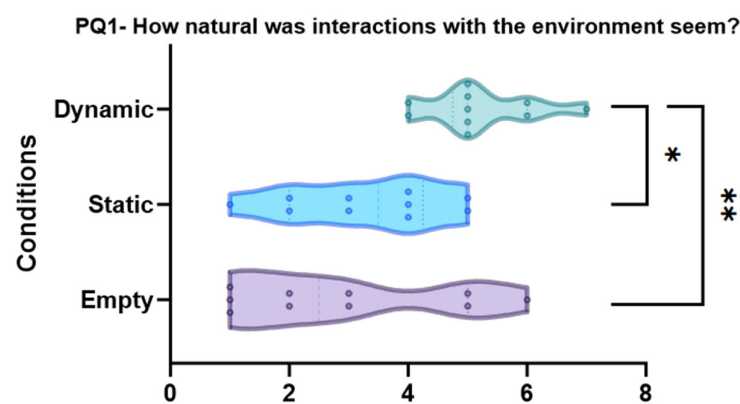 PQ1- How natural was interactions with the environment seem?
Conditions
Dynamic
Static
Empty
*
**
0 2 4 6 8